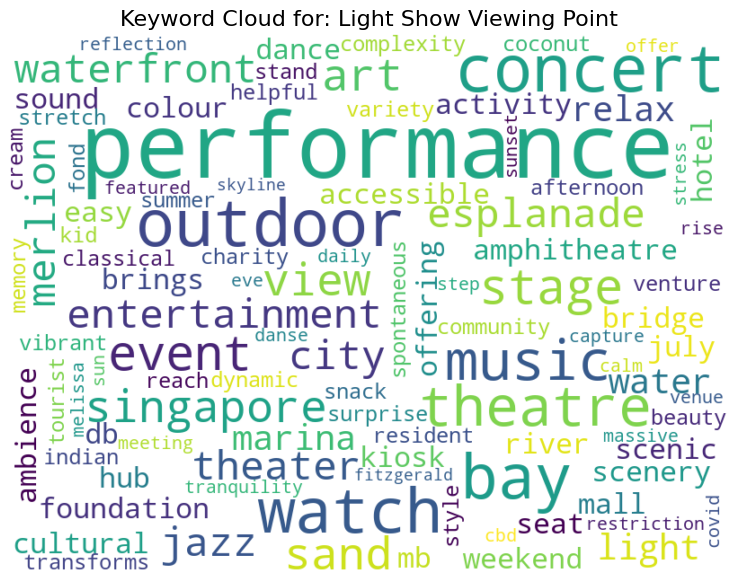 Keyword Cloud for: Light Show Viewing Point
reflection dance complexity coconut offer
waterfront stand art concert
sound colour helpful variety activity relax
stretch performance sunset
cream fond featured skyline afternoon stress hotel
merlion easy summer outdoor accessible esplanade rise
kid classical charity daily amphitheatre
memory brings eve view spontaneous offering step stage venture
entertainment danse community bridge
vibrant event city music capture july
tourist sun reach dynamic snack calm water venue
ambience melissa singapore surprise theatre beauty
db meeting marina resident river massive scenic
indian hub theater kiosk fitzgerald bay scenery
tranquility
foundation watch style seat mall restriction covid
cultural jazz sand mb cbd weekend light
transforms